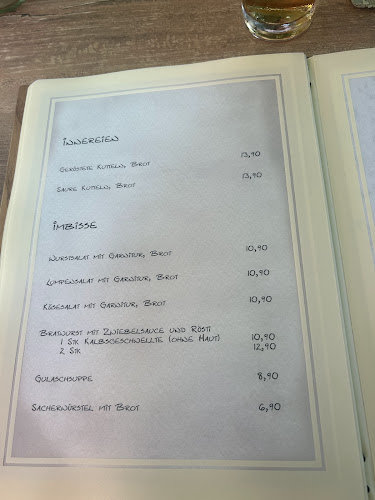 Innereien
Geröstete Kutteln, Brot 13,90
Saure Kutteln, Brot 13,90
Imbisse
Wurstsalat mit Garnitur, Brot 10,90
Lumpensalat mit Garnitur, Brot 10,90
Käsesalat mit Garnitur, Brot 10,90
Bratwurst mit Zwiebelsauce und Rösti
1 Stk Kalbsgeschwellte (ohne Haut) 10,90
2 Stk 12,90
Gulaschsuppe 8,90
Sacherwürstel mit Brot 6,90